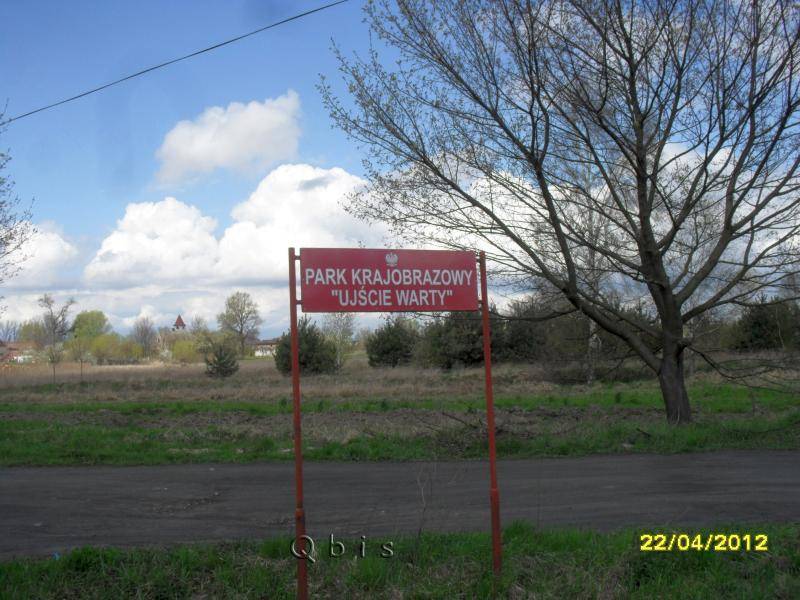 PARK KRAJOBRAZOWY
"UJŚCIE WARTY"
Qbis
22/04/2012